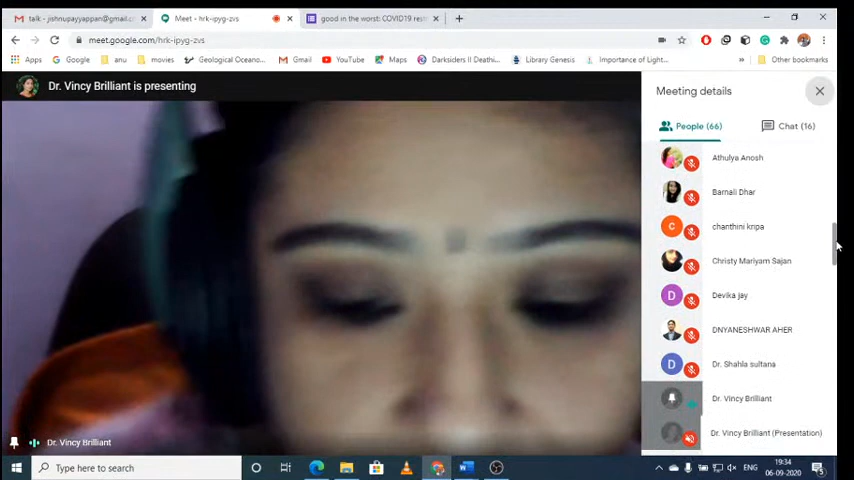 talk - jishnupayyappan@gmail.c
Meet - hrk-ipyg-zvs
good in the worst: COVID19 rest
meet.google.com/hrk-ipyg-zvs
Apps
Google
anu
movies
Geological Oceano...
Gmail
YouTube
Maps
Darksiders II Deathi...
Library Genesis
Importance of Light...
Other bookmarks
Dr. Vincy Brilliant is presenting
Meeting details
People (66)
Chat (16)
Athulya Anosh
Barnali Dhar
C chanthini kripa
Christy Mariyam Sajan
D Devika jay
DNYANESHWAR AHER
D Dr. Shahla sultana
Dr. Vincy Brilliant
Dr. Vincy Brilliant (Presentation)
Dr. Vincy Brilliant
Type here to search
ENG
19:34
06-09-2020
5